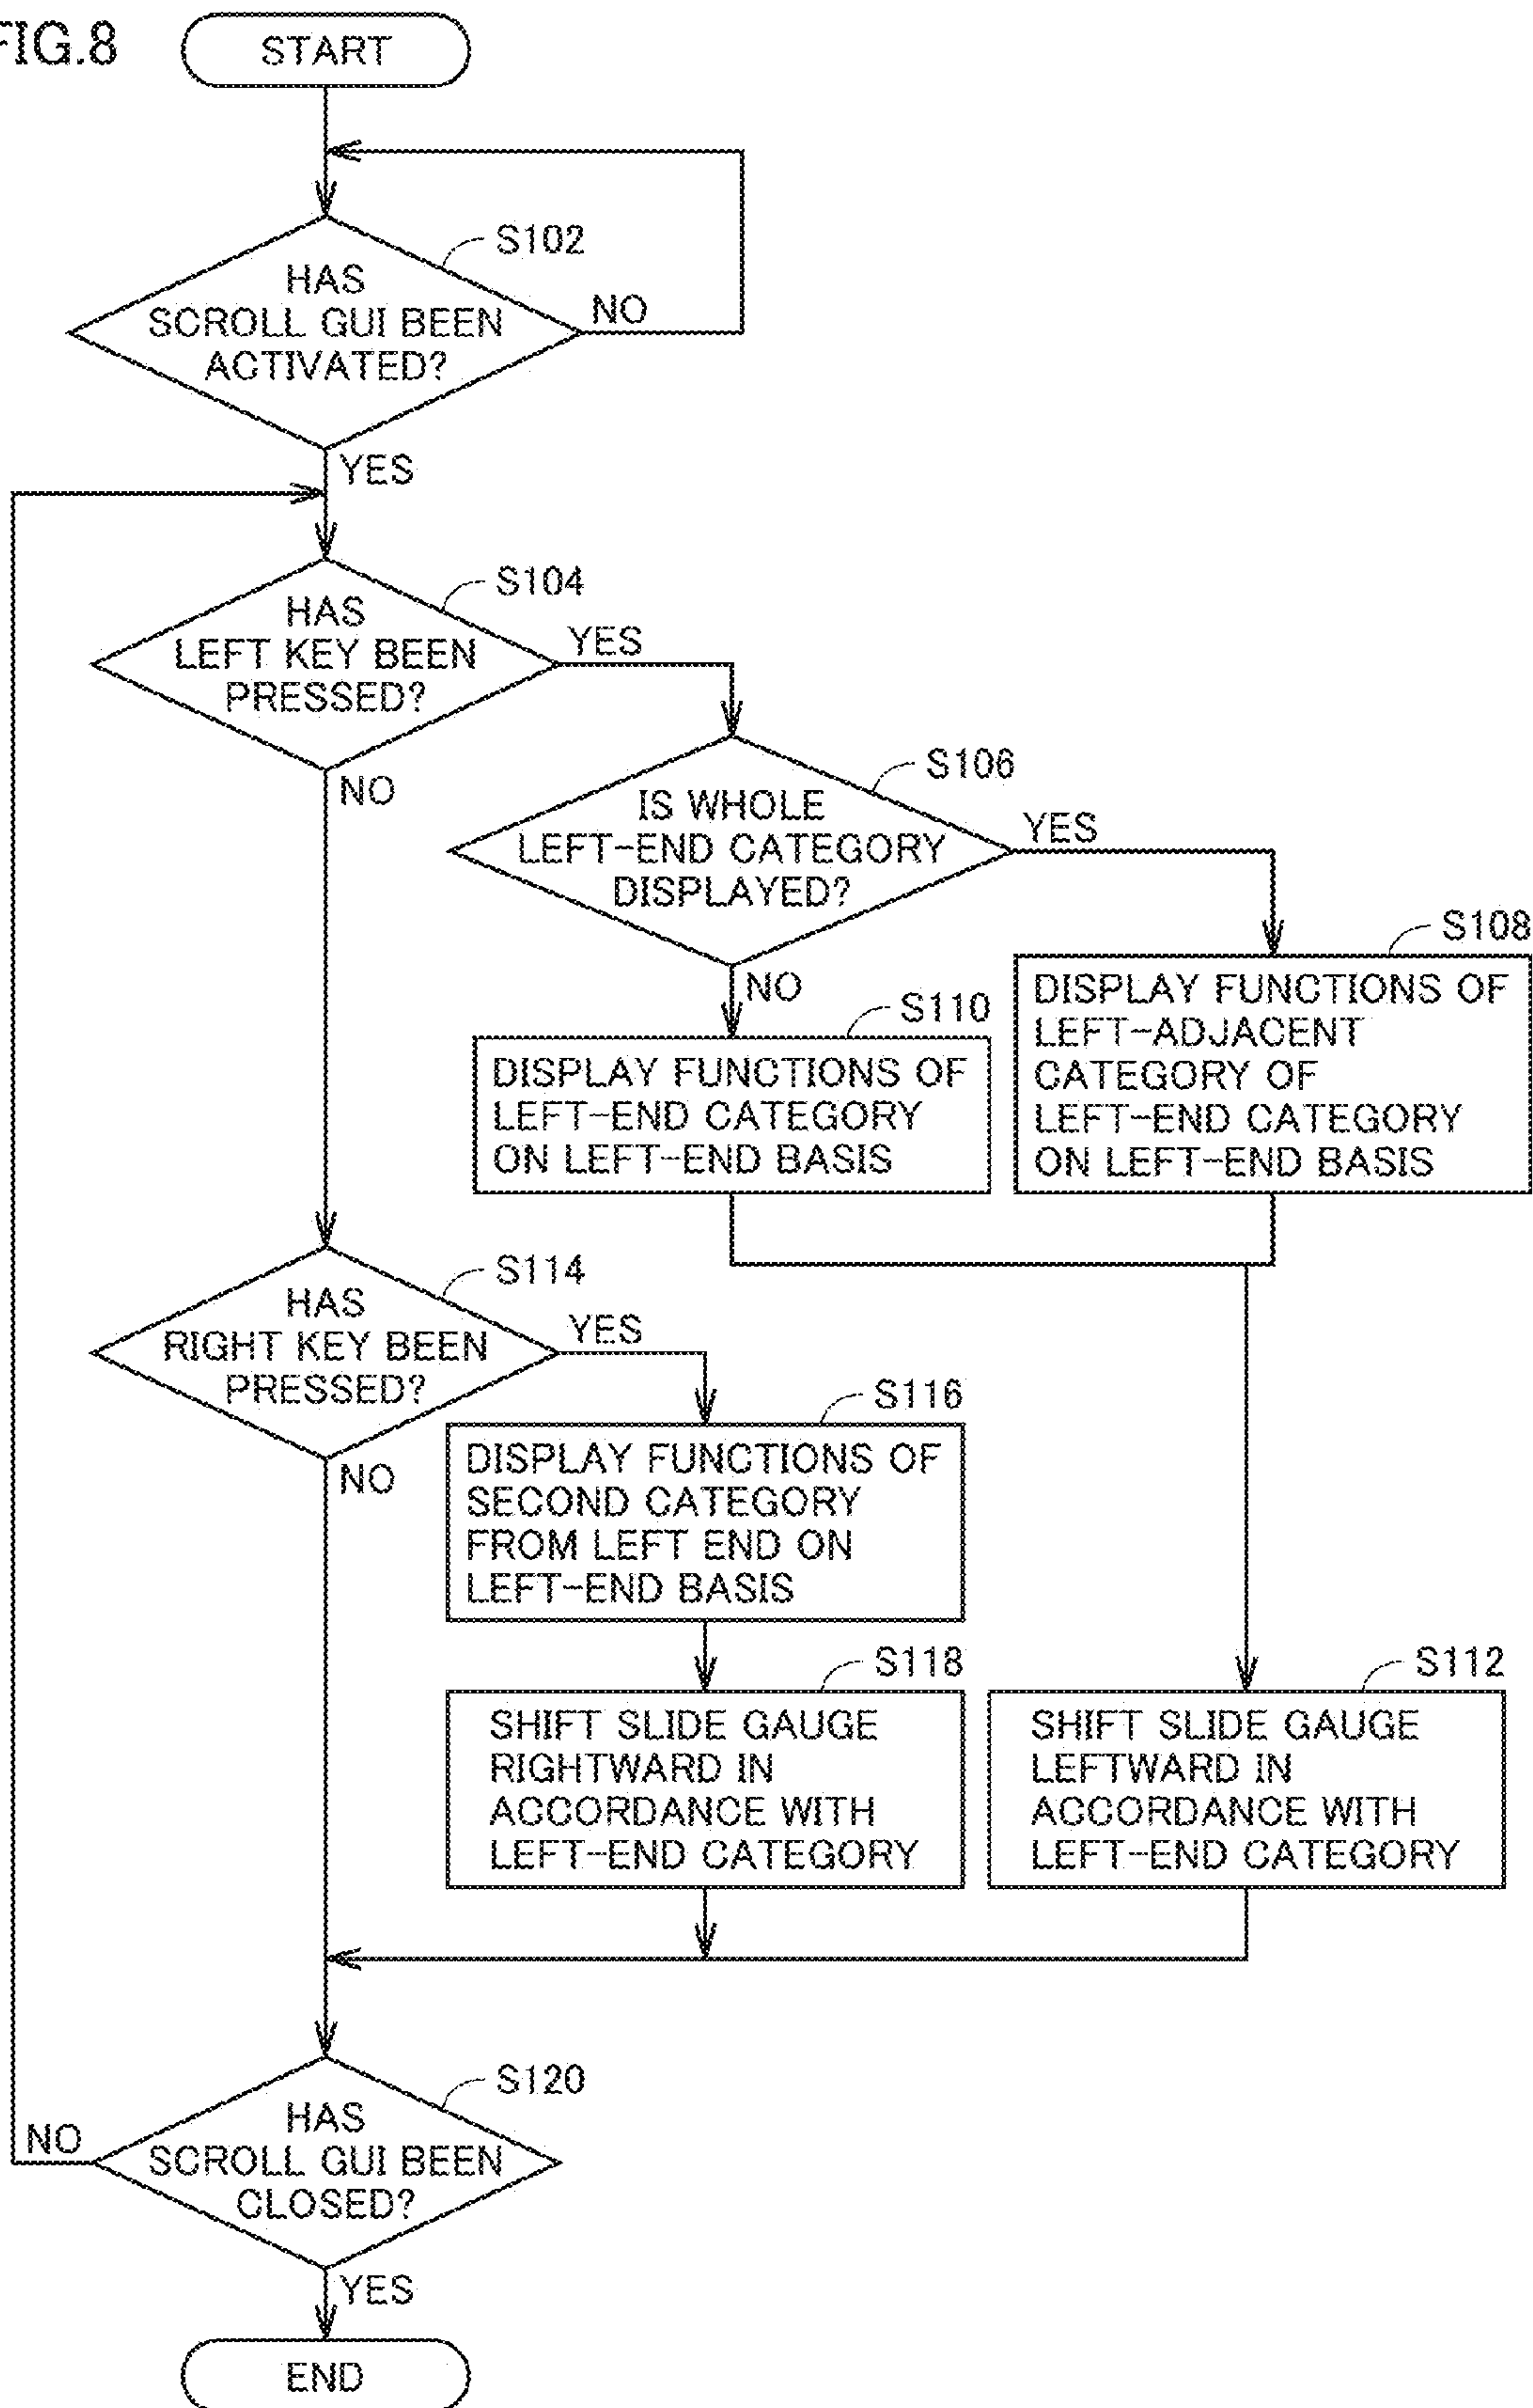 FIG.8
START
S102
HAS
SCROLL GUI BEEN
ACTIVATED?
NO
YES
S104
HAS
LEFT KEY BEEN
PRESSED?
YES
NO
S106
IS WHOLE
LEFT-END CATEGORY
DISPLAYED?
YES
NO
S108
DISPLAY FUNCTIONS OF
LEFT-ADJACENT
CATEGORY OF
LEFT-END CATEGORY
ON LEFT-END BASIS
S110
DISPLAY FUNCTIONS OF
LEFT-END CATEGORY
ON LEFT-END BASIS
S114
HAS
RIGHT KEY BEEN
PRESSED?
YES
NO
S116
DISPLAY FUNCTIONS OF
SECOND CATEGORY
FROM LEFT END ON
LEFT-END BASIS
S118
SHIFT SLIDE GAUGE
RIGHTWARD IN
ACCORDANCE WITH
LEFT-END CATEGORY
S112
SHIFT SLIDE GAUGE
LEFTWARD IN
ACCORDANCE WITH
LEFT-END CATEGORY
S120
HAS
SCROLL GUI BEEN
CLOSED?
NO
YES
END